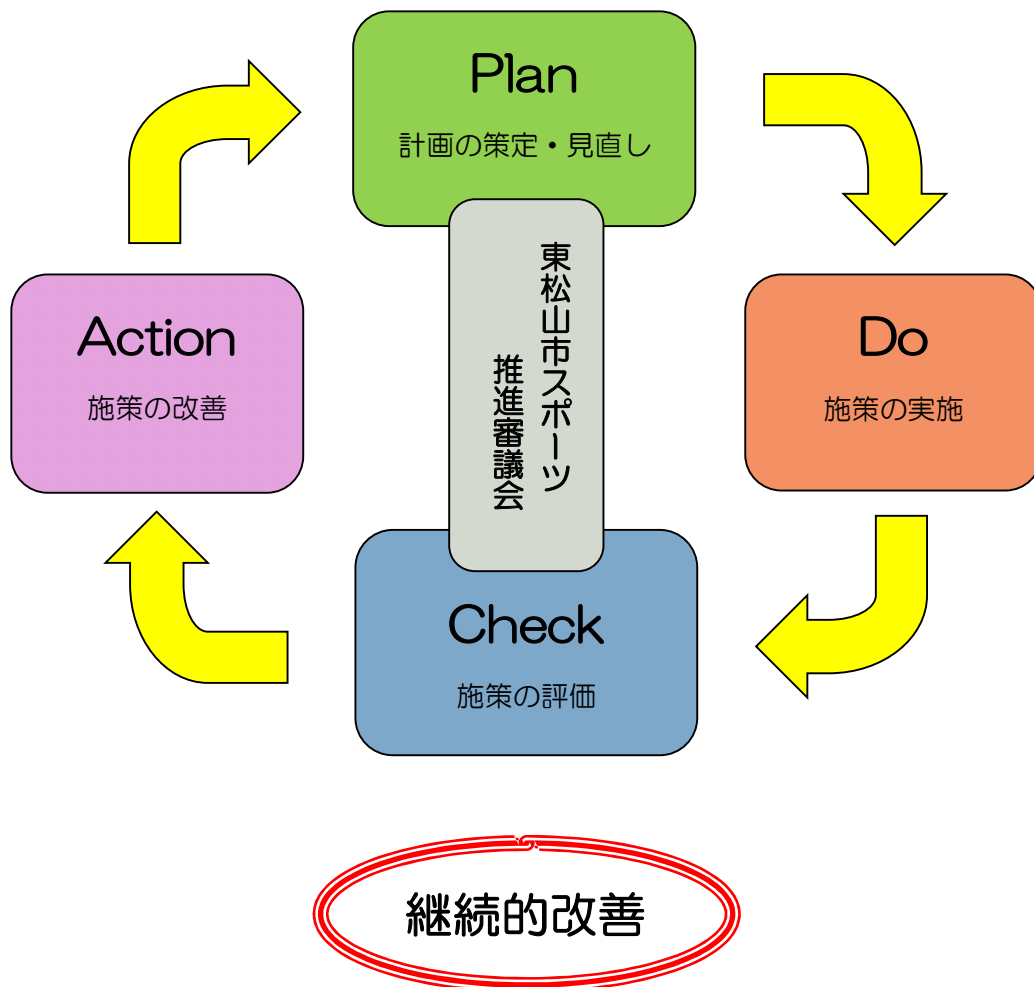 Plan
計画の策定・見直し
東松山市スポーツ
推進審議会
Action
施策の改善
Do
施策の実施
Check
施策の評価
継続的改善